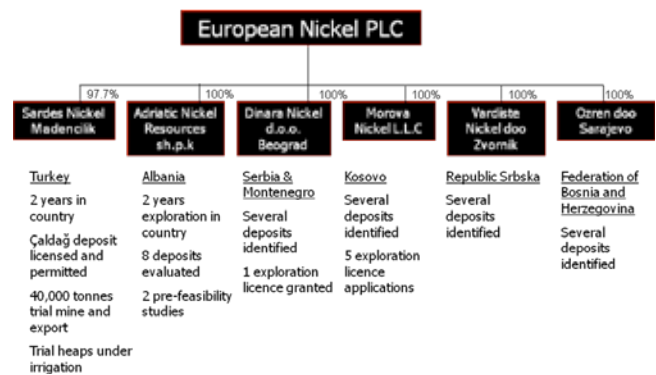 European Nickel PLC
97.7%
100%
100%
100%
100%
100%
Sardes Nickel
Madencilik
Adriatic Nickel
Resources
sh.p.k
Dinara Nickel
d.o.o.
Beograd
Morova
Nickel L.L.C
Vardiste
Nickel doo
Zvornik
Ozren doo
Sarajevo
Turkey
2 years in
country
Çaldağ deposit
licensed and
permitted
40,000 tonnes
trial mine and
export
Trial heaps under
irrigation
Albania
2 years
exploration in
country
8 deposits
evaluated
2 pre-feasibility
studies
Serbia &
Montenegro
Several
deposits
identified
1 exploration
licence granted
Kosovo
Several
deposits
identified
5 exploration
licence
applications
Republic Srbska
Several
deposits
identified
Federation of
Bosnia and
Herzegovina
Several
deposits
identified